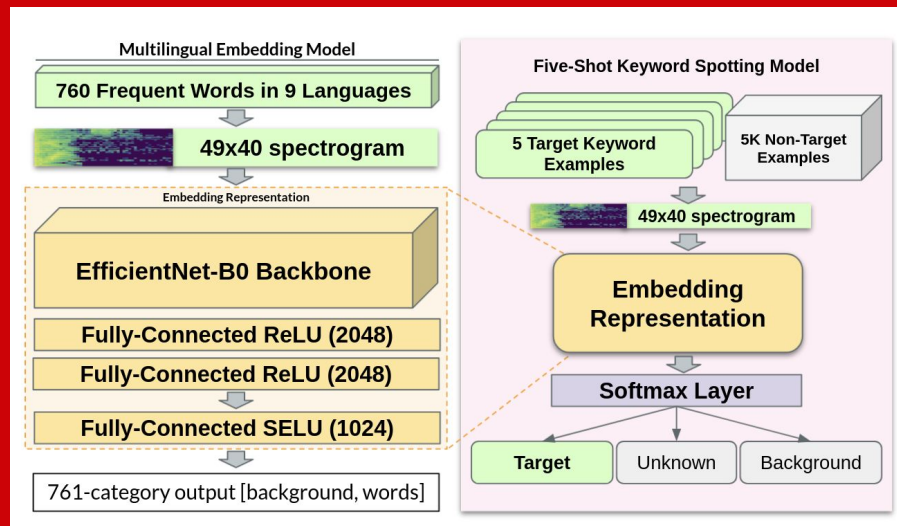 Multilingual Embedding Model
760 Frequent Words in 9 Languages
49x40 spectrogram
Embedding Representation
EfficientNet-B0 Backbone
Fully-Connected ReLU (2048)
Fully-Connected ReLU (2048)
Fully-Connected SELU (1024)
761-category output [background, words]
Five-Shot Keyword Spotting Model
5 Target Keyword
Examples
5K Non-Target
Examples
49x40 spectrogram
Embedding
Representation
Softmax Layer
Target
Unknown
Background